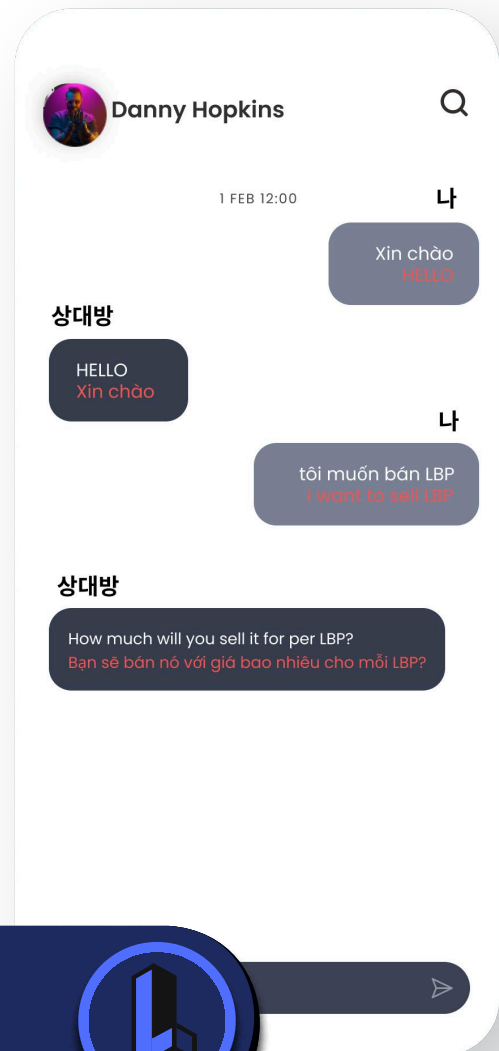 Danny Hopkins
1 FEB 12:00
나
Xin chào
HELLO
상대방
HELLO
Xin chào
나
tôi muốn bán LBP
i want to sell LBP
상대방
How much will you sell it for per LBP?
Bạn sẽ bán nó với giá bao nhiêu cho mỗi LBP?